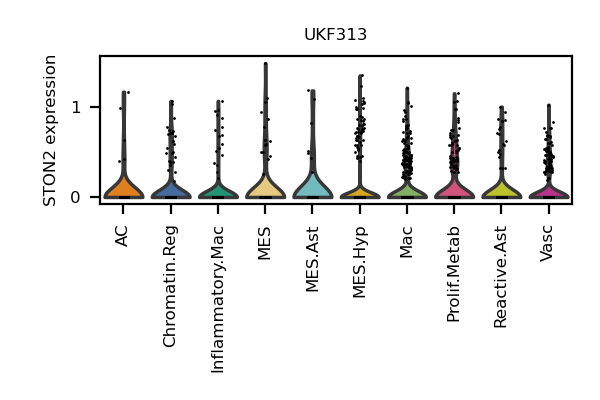 UKF313
STON2 expression
1
0
AC
Chromatin.Reg
Inflammatory.Mac
MES
MES.Ast
MES.Hyp
Mac
Prolif.Metab
Reactive.Ast
Vasc